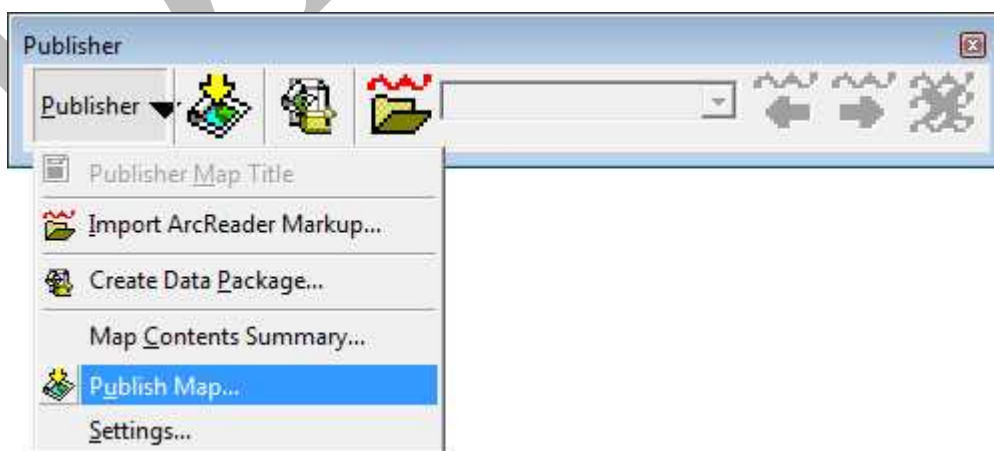 Publisher
Publisher
Publisher Map Title
Import ArcReader Markup...
Create Data Package...
Map Contents Summary...
Publish Map...
Settings...